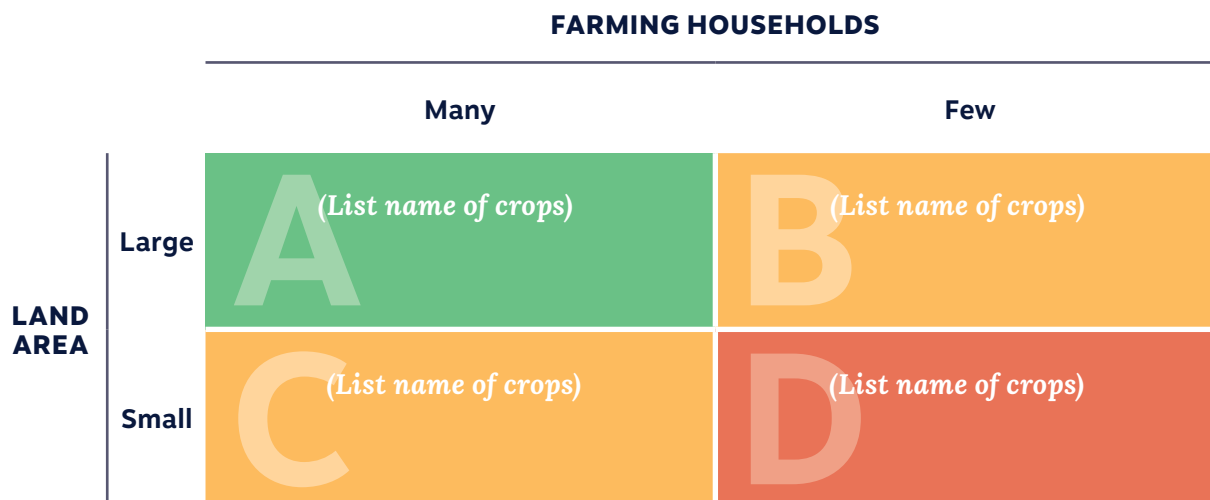 FARMING HOUSEHOLDS
Many
Few
LAND
AREA
Large
A
(List name of crops)
B
(List name of crops)
Small
C
(List name of crops)
D
(List name of crops)